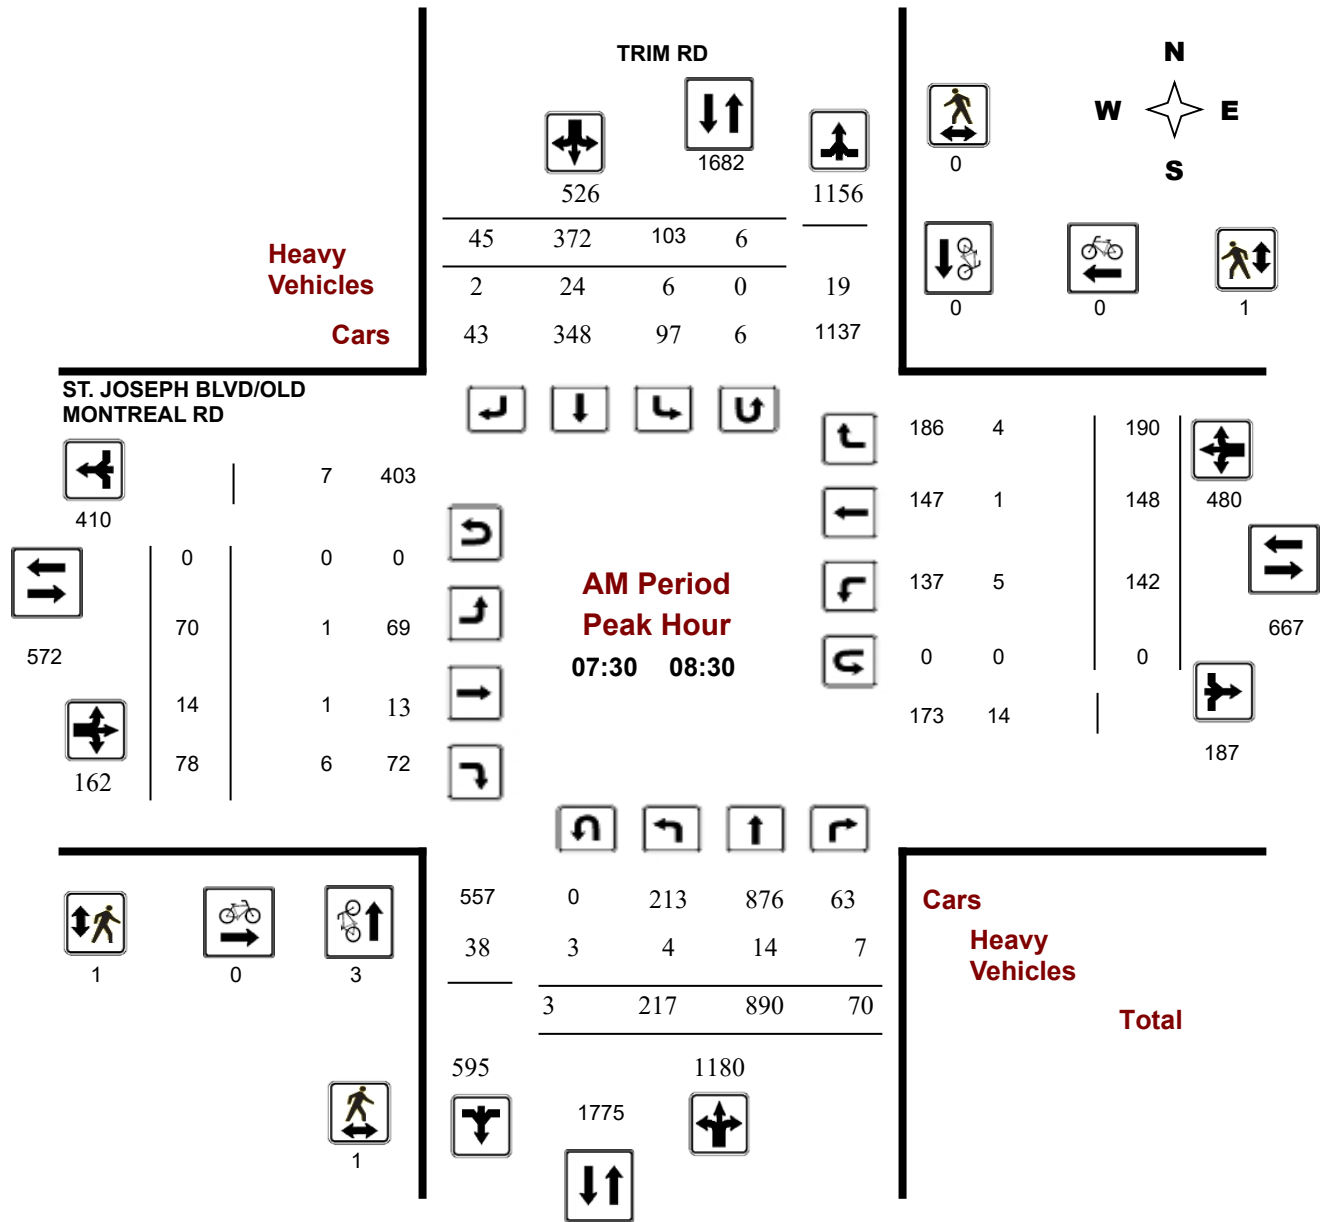 TRIM RD
N
W E
S
1682
0
526
1156
45 372 103 6
Heavy
Vehicles
2 24 6 0 19
0 0 1
Cars
43 348 97 6 1137
ST. JOSEPH BLVD/OLD
MONTREAL RD
186 4 190
7 403
410
147 1 148 480
0 0 0
AM Period
137 5 142
Peak Hour
70 1 69
667
572
07:30 08:30
0 0 0
14 1 13
173 14
187
78 6 72
162
557 0 213 876 63
Cars
38 3 4 14 7
Heavy
Vehicles
1 0 3
3 217 890 70
Total
595 1180
1775
1